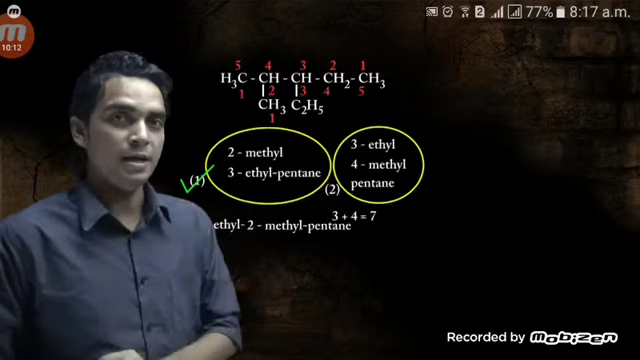 m
10:12
2 77% 8:17 a.m.
5 4 3 2 1
H₃C - CH - CH - CH₂ - CH₃
1 2 3 4 5
CH₃ C₂H₅
1
2 - methyl
3 - ethyl-pentane
(1)
3 - ethyl
4 - methyl
pentane
(2)
3 + 4 = 7
ethyl- 2 - methyl-pentane
Recorded by mobizen